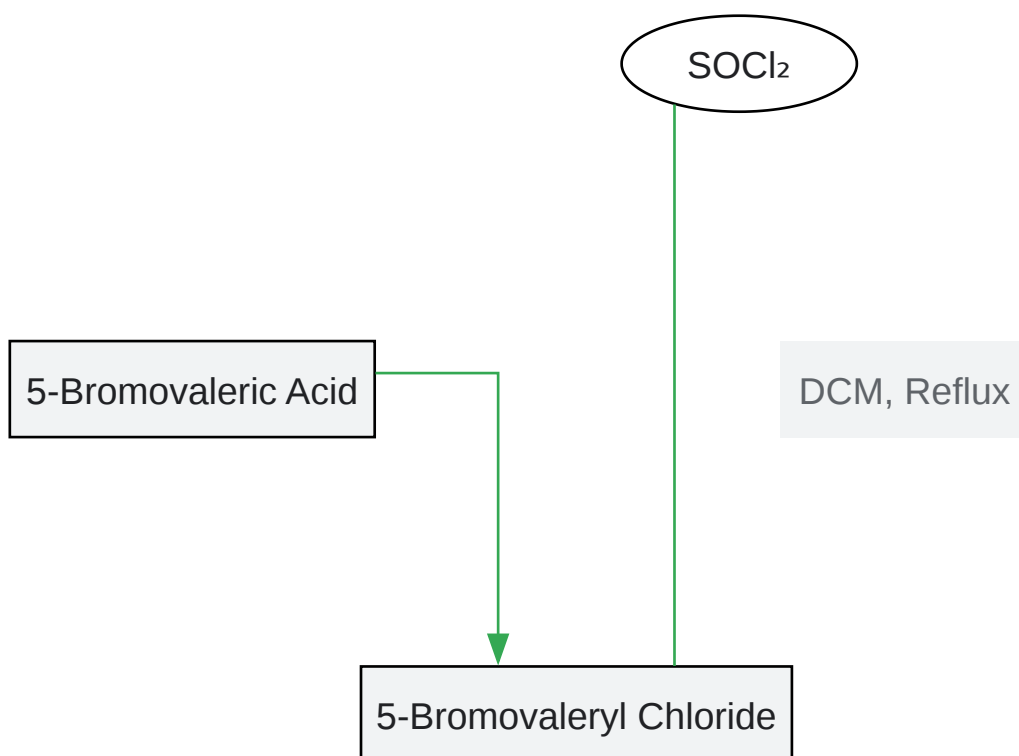 SOCl₂
5-Bromovaleric Acid
DCM, Reflux
5-Bromovaleryl Chloride